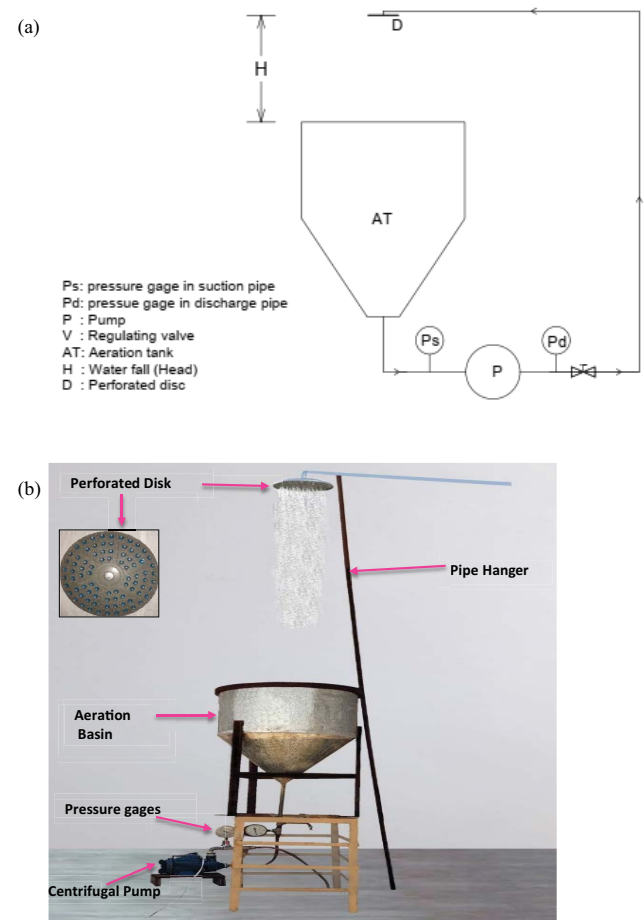 (a)
D
H
AT
Ps: pressure gage in suction pipe
Pd: pressue gage in discharge pipe
P : Pump
V : Regulating valve
AT: Aeration tank
H : Water fall (Head)
D : Perforated disc
Ps
P
Pd
(b)
Perforated Disk
Pipe Hanger
Aeration
Basin
Pressure gages
Centrifugal Pump